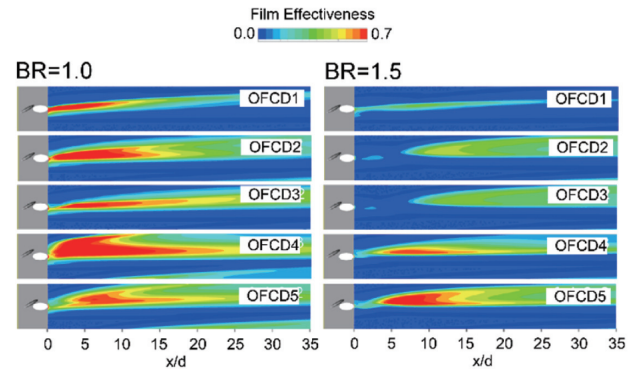 Film Effectiveness
0.0 0.7
BR=1.0 BR=1.5
OFCD1 OFCD1
OFCD2 OFCD2
OFCD3 OFCD3
OFCD4 OFCD4
OFCD5 OFCD5
0 5 10 15 20 25 30 35 0 5 10 15 20 25 30 35
x/d x/d